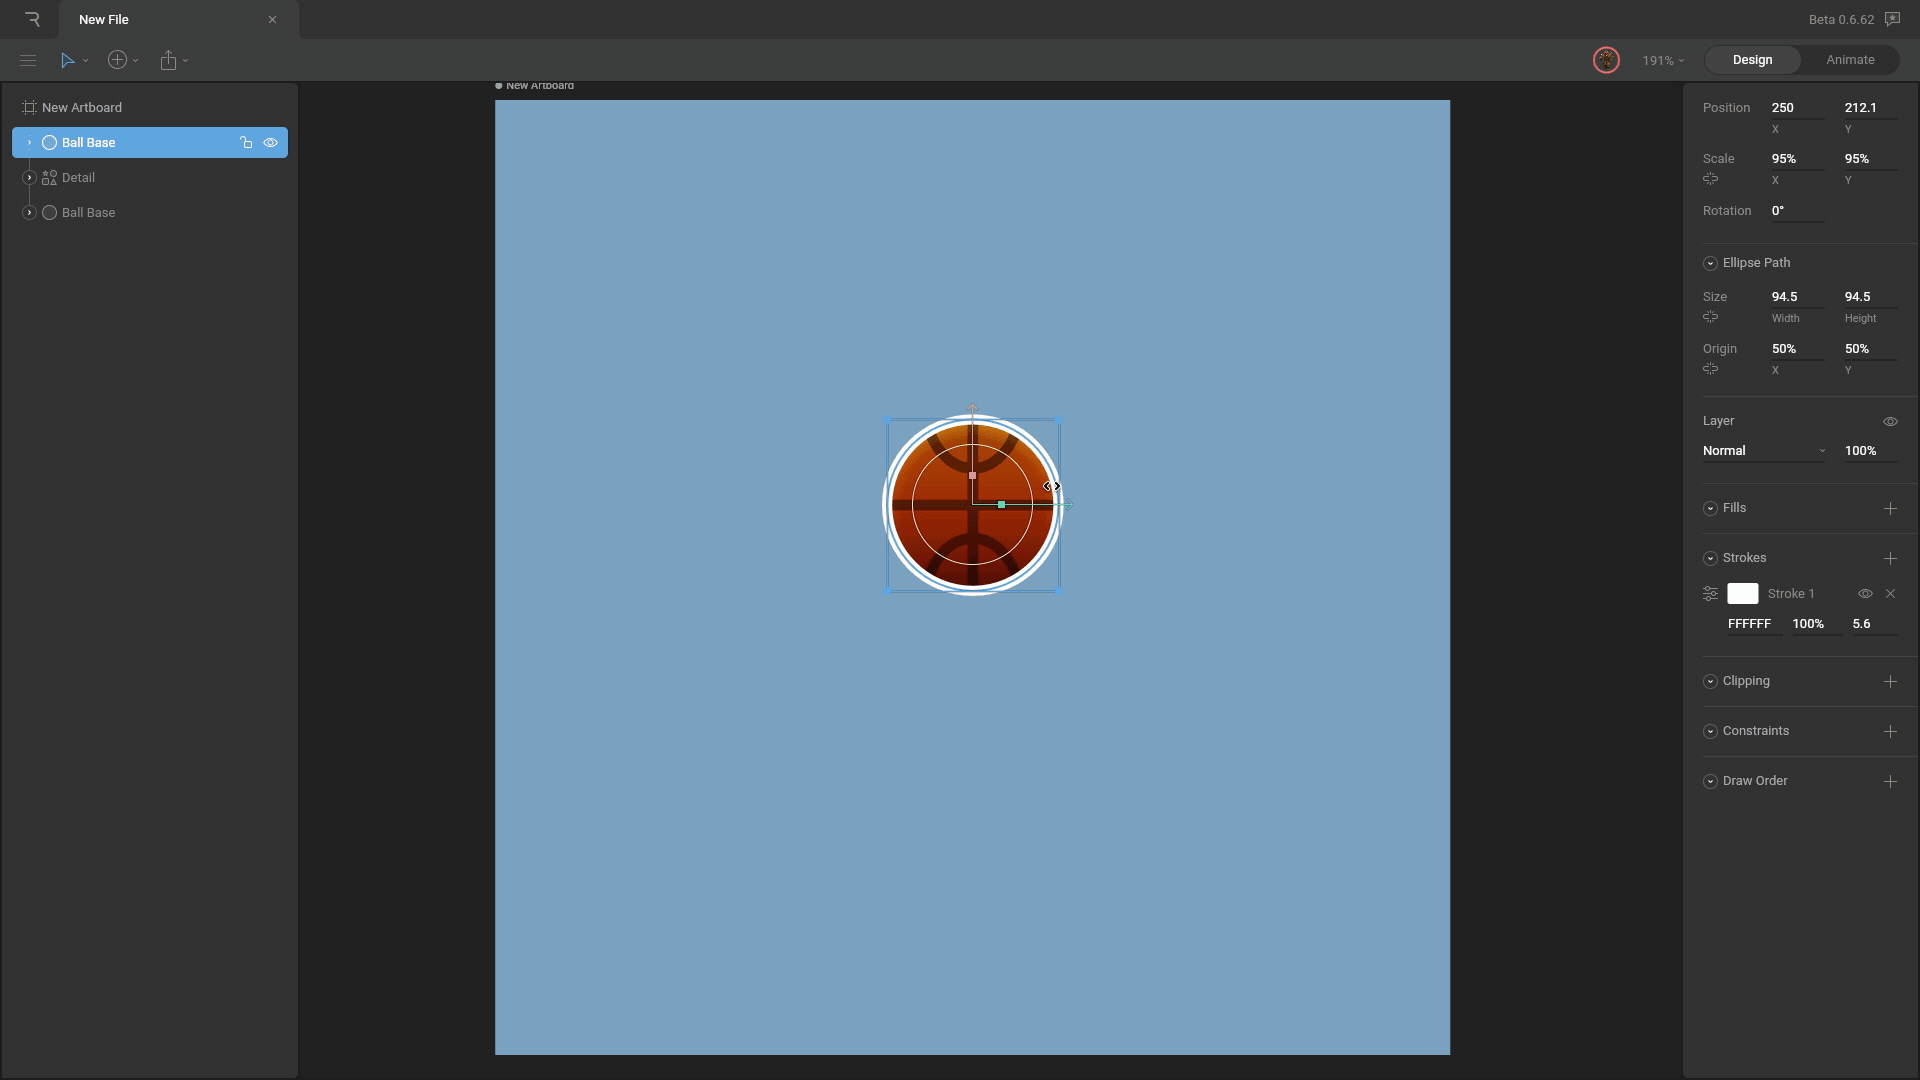 New File
Beta 0.6.62
191%
Design
Animate
New Artboard
Ball Base
Detail
Ball Base
New Artboard
Position 250 212.1
X Y
Scale 95% 95%
X Y
Rotation 0°
Ellipse Path
Size 94.5 94.5
Width Height
Origin 50% 50%
X Y
Layer
Normal 100%
Fills
Strokes
Stroke 1
FFFFFF 100% 5.6
Clipping
Constraints
Draw Order